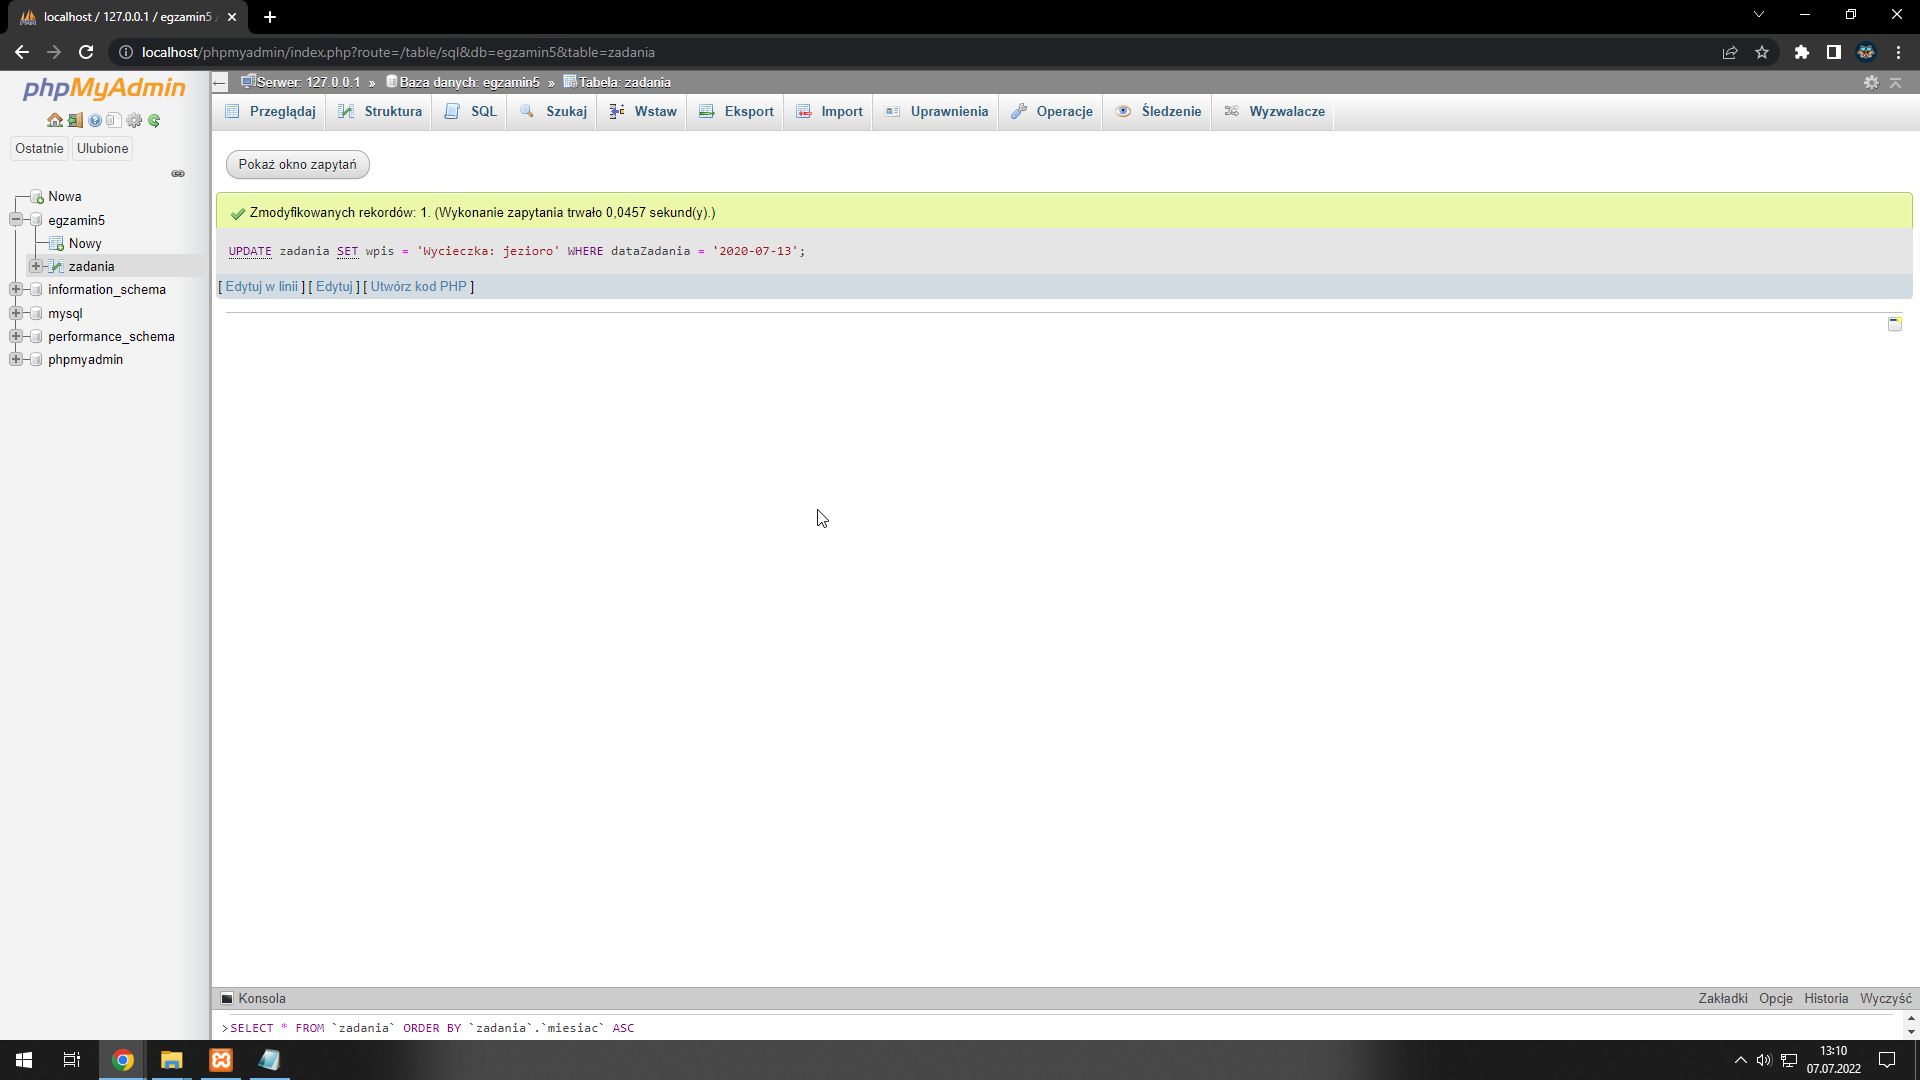 localhost / 127.0.0.1 / egzamin5
localhost/phpmyadmin/index.php?route=/table/sql&db=egzamin5&table=zadania
phpMyAdmin
Ostatnie Ulubione
Nowa
egzamin5
Nowy
zadania
information_schema
mysql
performance_schema
phpmyadmin
Serwer: 127.0.0.1 » Baza danych: egzamin5 » Tabela: zadania
Przeglądaj Struktura SQL Szukaj Wstaw Eksport Import Uprawnienia Operacje Śledzenie Wyzwalacze
Pokaż okno zapytań
Zmodyfikowanych rekordów: 1. (Wykonanie zapytania trwało 0,0457 sekund(y).)
UPDATE zadania SET wpis = 'Wycieczka: jezioro' WHERE dataZadania = '2020-07-13';
[ Edytuj w linii ] [ Edytuj ] [ Utwórz kod PHP ]
Konsola
Zakładki Opcje Historia Wyczyść
>SELECT * FROM `zadania` ORDER BY `zadania`.`miesiac` ASC
13:10
07.07.2022